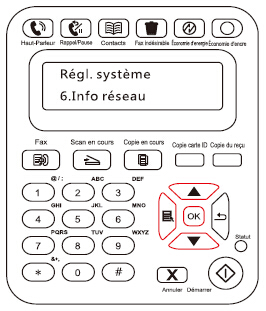 Haut-Parleur Rappel/Pause Contacts Fax Indésirable Économie d'énergie Économie d'encre
Régl. système
6.Info réseau
Fax Scan en cours Copie en cours Copie carte ID Copie du reçu
@/: ABC DEF
1 2 3
GHI JKL MNO
4 5 6
OK
PQRS TUV WXYZ
7 8 9
Statut
&*,
* 0 #
X
Annuler Démarrer